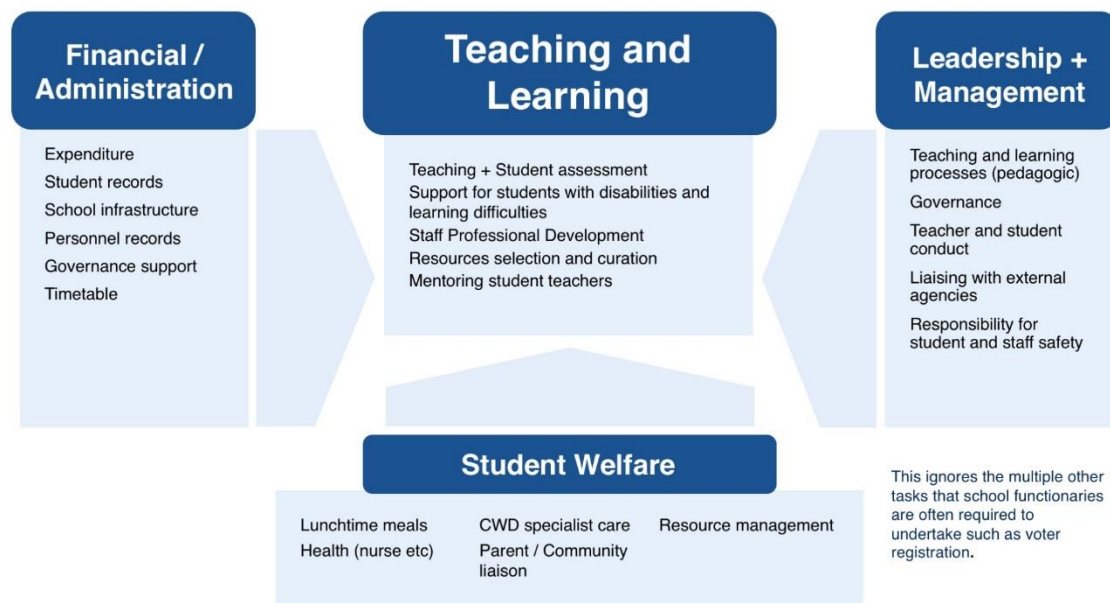 Financial /
Administration
Expenditure
Student records
School infrastructure
Personnel records
Governance support
Timetable
Teaching and
Learning
Teaching + Student assessment
Support for students with disabilities and
learning difficulties
Staff Professional Development
Resources selection and curation
Mentoring student teachers
Leadership +
Management
Teaching and learning
processes (pedagogic)
Governance
Teacher and student
conduct
Liaising with external
agencies
Responsibility for
student and staff safety
Student Welfare
Lunchtime meals
Health (nurse etc)
CWD specialist care
Parent / Community
liaison
Resource management
This ignores the multiple other
tasks that school functionaries
are often required to
undertake such as voter
registration.